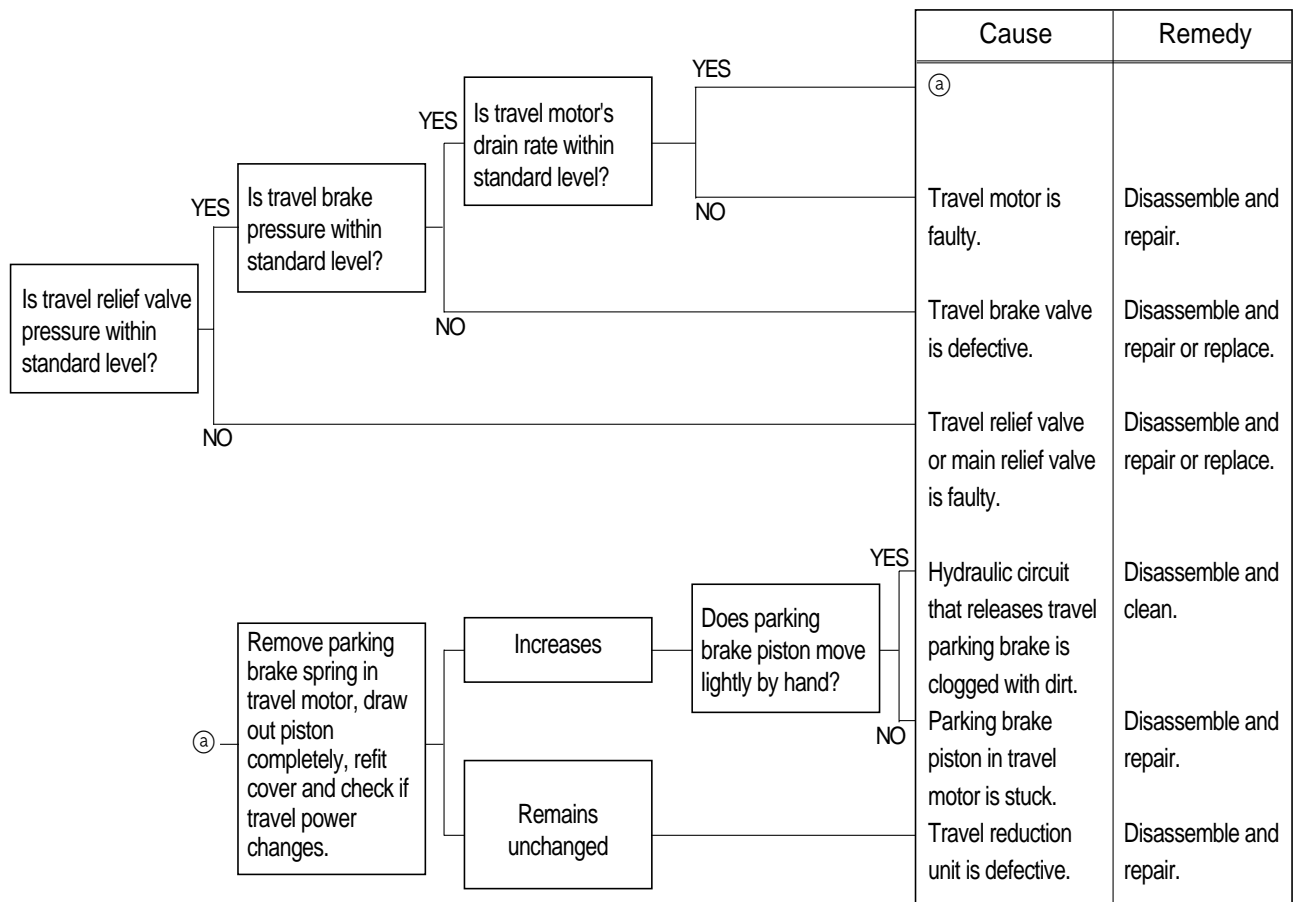 Cause
Remedy
YES
ⓐ
YES
Is travel motor's
drain rate within
standard level?
NO
Travel motor is
faulty.
Disassemble and
repair.
YES
Is travel brake
pressure within
standard level?
NO
Travel brake valve
is defective.
Disassemble and
repair or replace.
Is travel relief valve
pressure within
standard level?
NO
Travel relief valve
or main relief valve
is faulty.
Disassemble and
repair or replace.
ⓐ
Remove parking
brake spring in
travel motor, draw
out piston
completely, refit
cover and check if
travel power
changes.
Increases
Does parking
brake piston move
lightly by hand?
YES
Hydraulic circuit
that releases travel
parking brake is
clogged with dirt.
Disassemble and
clean.
NO
Parking brake
piston in travel
motor is stuck.
Disassemble and
repair.
Remains
unchanged
Travel reduction
unit is defective.
Disassemble and
repair.